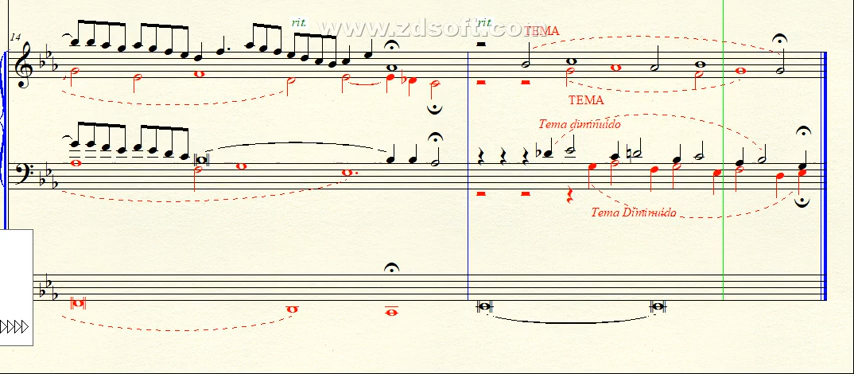 www.zdsoft.com
14
rit.
rit.
TEMA
TEMA
Tema diminuido
Tema Diminuido